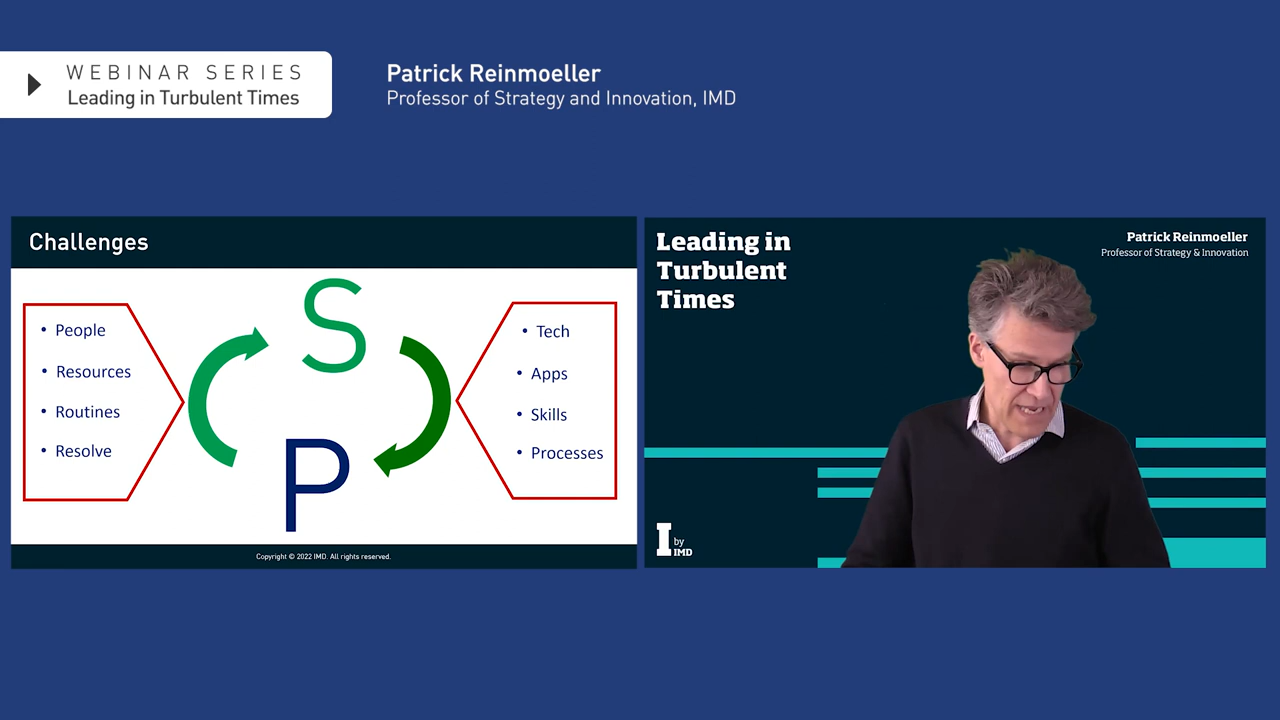 WEBINAR SERIES
Leading in Turbulent Times
Patrick Reinmoeller
Professor of Strategy and Innovation, IMD
Challenges
• People
• Resources
• Routines
• Resolve
S
P
• Tech
• Apps
• Skills
• Processes
Copyright © 2022 IMD. All rights reserved.
Leading in
Turbulent
Times
Patrick Reinmoeller
Professor of Strategy & Innovation
I by
IMD